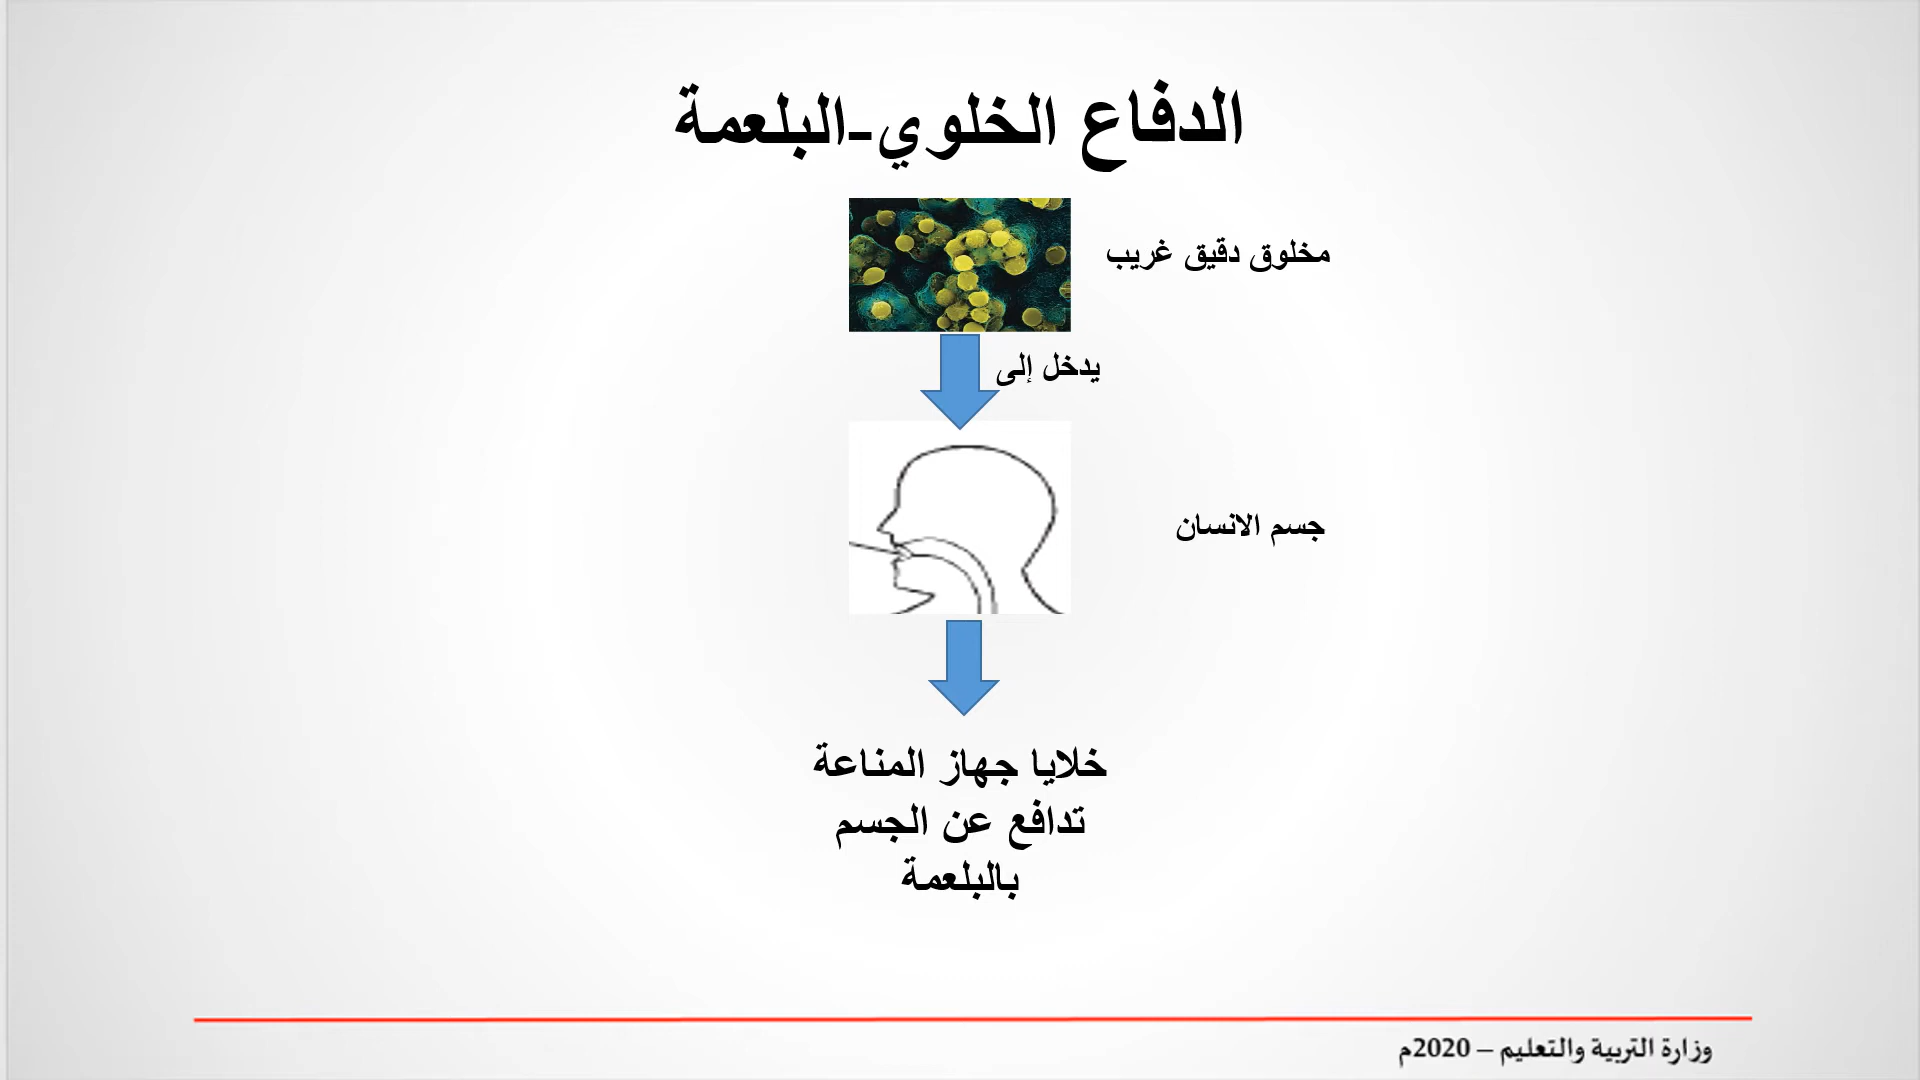 الدفاع الخلوي-البلعمة
مخلوق دقيق غريب
يدخل إلى
جسم الانسان
خلايا جهاز المناعة
تدافع عن الجسم
بالبلعمة
وزارة التربية والتعليم – 2020م